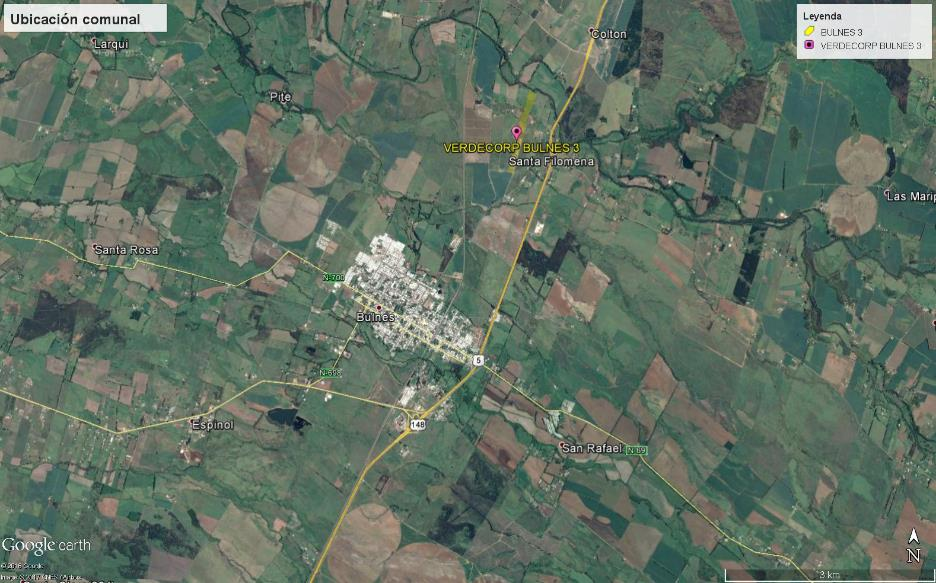 Ubicación comunal
Leyenda
BULNES 3
VERDECORP BULNES 3
Larqui
Colton
Pite
VERDECORP BULNES 3
Santa Filomena
Las Marip
Santa Rosa
N-700
Bulnes
5
148
Espinol
San Rafael
Google earth
N
3 km